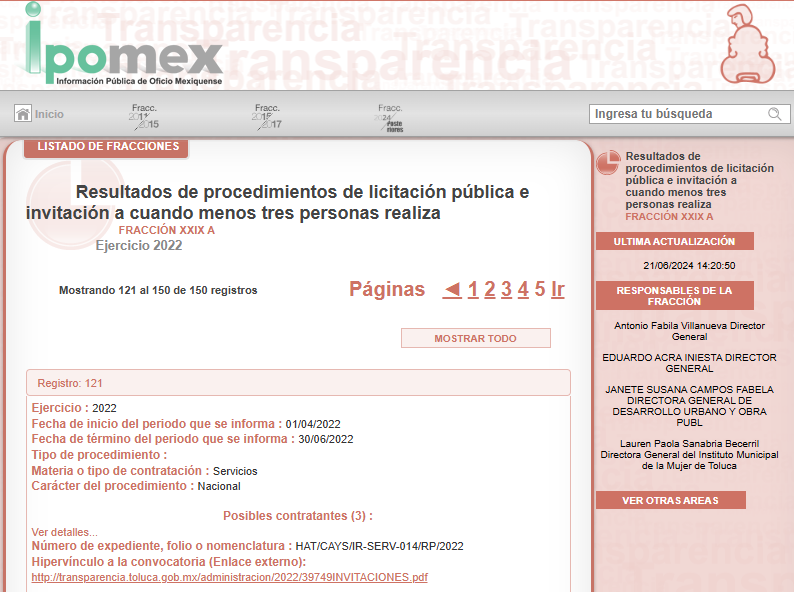 ipomex
Información Pública de Oficio Mexiquense
Inicio
Fracc.
2015
Fracc.
2017
Fracc.
2024
Ingresa tu búsqueda
LISTADO DE FRACCIONES
Resultados de procedimientos de licitación pública e
invitación a cuando menos tres personas realiza
FRACCIÓN XXIX A
Ejercicio 2022
Mostrando 121 al 150 de 150 registros
Páginas ◄ 1 2 3 4 5 Ir
MOSTRAR TODO
Registro: 121
Ejercicio : 2022
Fecha de inicio del periodo que se informa : 01/04/2022
Fecha de término del periodo que se informa : 30/06/2022
Tipo de procedimiento :
Materia o tipo de contratación : Servicios
Carácter del procedimiento : Nacional
Posibles contratantes (3) :
Ver detalles...
Número de expediente, folio o nomenclatura : HAT/CAYS/IR-SERV-014/RP/2022
Hipervínculo a la convocatoria (Enlace externo):
http://transparencia.toluca.gob.mx/administracion/2022/39749INVITACIONES.pdf
Resultados de
procedimientos de licitación
pública e invitación a
cuando menos tres
personas realiza
FRACCIÓN XXIX A
ULTIMA ACTUALIZACIÓN
21/06/2024 14:20:50
RESPONSABLES DE LA
FRACCIÓN
Antonio Fabila Villanueva Director
General
EDUARDO ACRA INIESTA DIRECTOR
GENERAL
JANETE SUSANA CAMPOS FABELA
DIRECTORA GENERAL DE
DESARROLLO URBANO Y OBRA
PUBL
Lauren Paola Sanabria Becerril
Directora General del Instituto Municipal
de la Mujer de Toluca
VER OTRAS AREAS